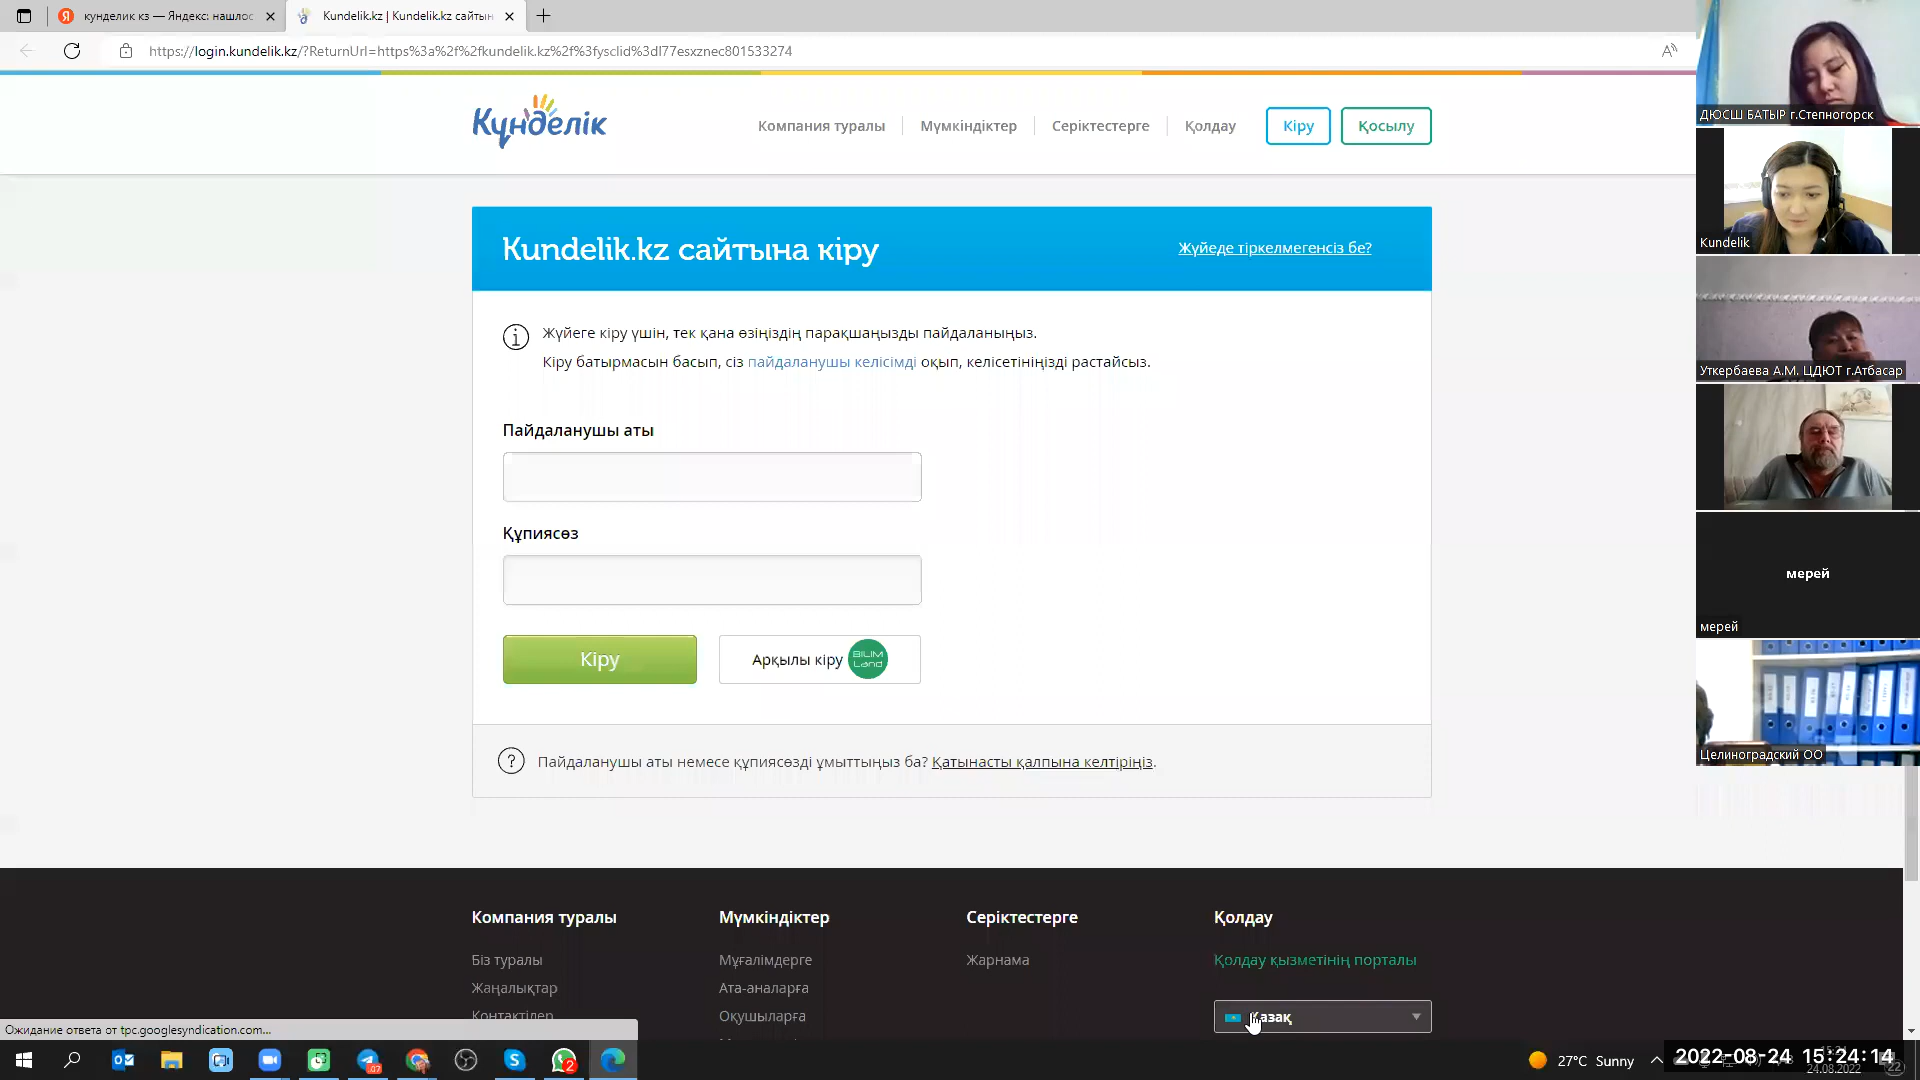 кунделик кз — Яндекс: нашлос
Kundelik.kz | Kundelik.kz сайтын
https://login.kundelik.kz/?ReturnUrl=https%3a%2f%2fkundelik.kz%2f%3fysclid%3dl77esxznec801533274
Күнделік
Компания туралы
Мүмкіндіктер
Серіктестерге
Қолдау
Кіру
Қосылу
Kundelik.kz сайтына кіру
Жүйеде тіркелмегенсіз бе?
Жүйеге кіру үшін, тек қана өзіңіздің парақшаңызды пайдаланыңыз.
Кіру батырмасын басып, сіз пайдаланушы келісімді оқып, келісетініңізді растайсыз.
Пайдаланушы аты
Құпиясөз
Кіру
Арқылы кіру
BILIM Land
Пайдаланушы аты немесе құпиясөзді ұмыттыңыз ба? Қатынасты қалпына келтіріңіз.
Компания туралы
Біз туралы
Жаңалықтар
Контактілер
Мүмкіндіктер
Мұғалімдерге
Ата-аналарға
Оқушыларға
Серіктестерге
Жарнама
Қолдау
Қолдау қызметінің порталы
Қазақ
ДЮСШ БАТЫР г.Степногорск
Kundelik
Уткербаева А.М. ЦДЮТ г.Атбасар
мерей
мерей
Целиноградский ОО
Ожидание ответа от tpc.googlesyndication.com...
27°C Sunny
2022-08-24 15:24:14
24.08.2022